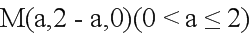 M(a,2 - a,0)(0 < a ≤ 2)